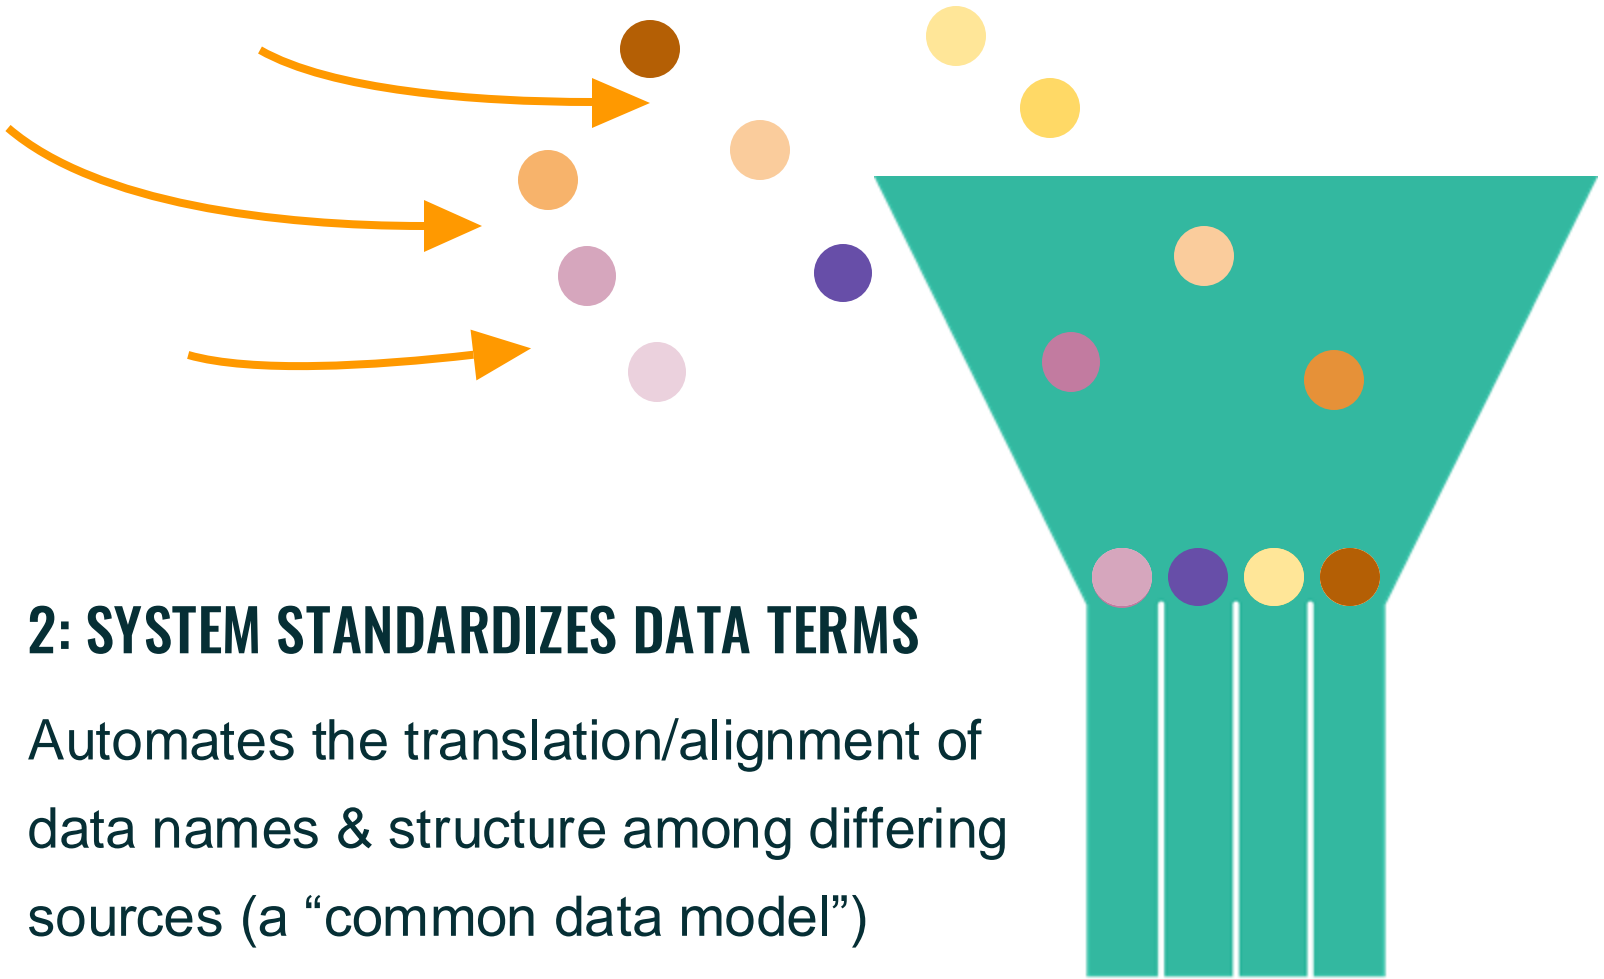 2: SYSTEM STANDARDIZES DATA TERMS
Automates the translation/alignment of
data names & structure among differing
sources (a “common data model”)